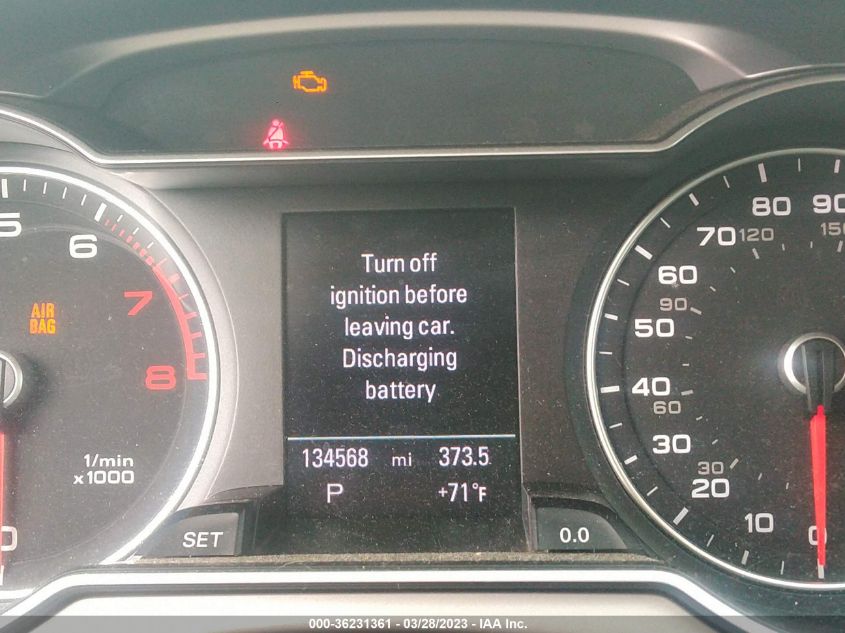 Turn off
ignition before
leaving car.
Discharging
battery
134568 mi 373.5
P +71°F
5
6
7
8
AIR
BAG
1/min
x1000
0
SET
0.0
0
10
20
30
30
40
60
50
90
60
70 120
80
90
150
000-36231361 - 03/28/2023 - IAA Inc.